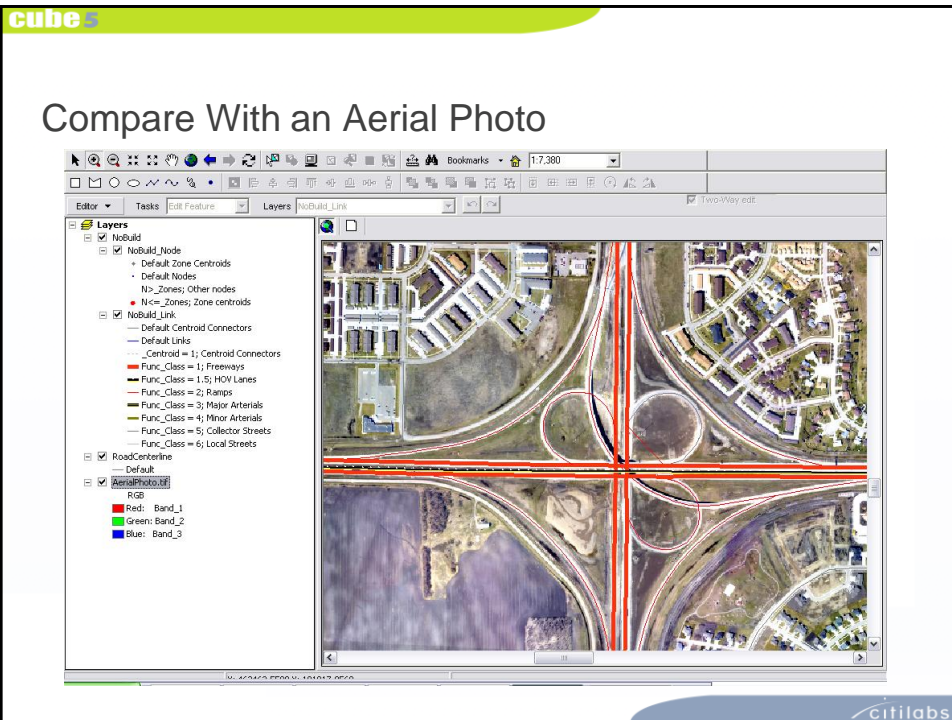 cube 5
Compare With an Aerial Photo
Bookmarks
1:7,380
Editor Tasks Edit Feature Layers NoBuild_Link Two-Way edit
Layers
NoBuild
NoBuild_Node
Default Zone Centroids
Default Nodes
N>_Zones; Other nodes
N<=_Zones; Zone centroids
NoBuild_Link
Default Centroid Connectors
Default Links
_Centroid = 1; Centroid Connectors
Func_Class = 1; Freeways
Func_Class = 1.5; HOV Lanes
Func_Class = 2; Ramps
Func_Class = 3; Major Arterials
Func_Class = 4; Minor Arterials
Func_Class = 5; Collector Streets
Func_Class = 6; Local Streets
RoadCenterline
Default
AerialPhoto.tif
RGB
Red: Band_1
Green: Band_2
Blue: Band_3
citilabs